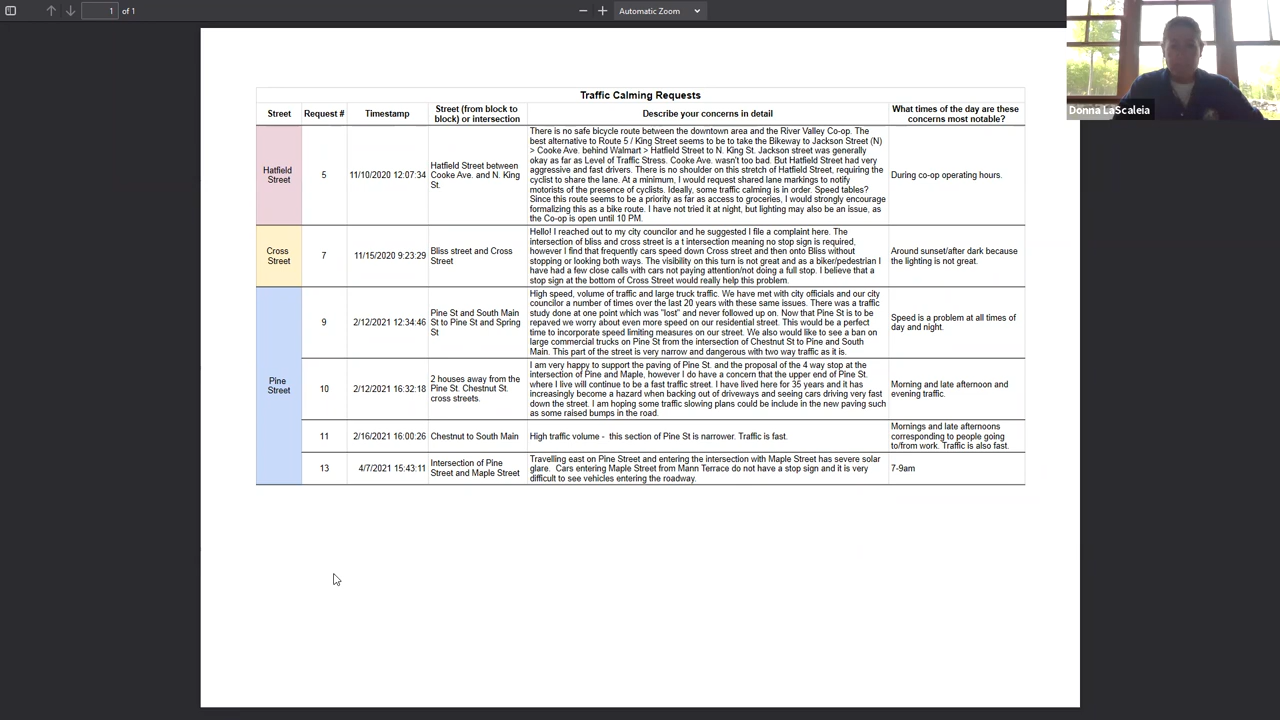 1 of 1 Automatic Zoom
Donna LaScaleia
Traffic Calming Requests
Street Request # Timestamp Street (from block to block) or intersection Describe your concerns in detail What times of the day are these concerns most notable?
Hatfield Street
5
11/10/2020 12:07:34
Hatfield Street between
Cooke Ave. and N. King
St.
There is no safe bicycle route between the downtown area and the River Valley Co-op. The
best alternative to Route 5 / King Street seems to be to take the Bikeway to Jackson Street (N)
> Cooke Ave. behind Walmart > Hatfield Street to N. King St. Jackson street was generally
okay as far as Level of Traffic Stress. Cooke Ave. wasn't too bad. But Hatfield Street had very
aggressive and fast drivers. There is no shoulder on this stretch of Hatfield Street, requiring the
cyclist to share the lane. At a minimum, I would request shared lane markings to notify
motorists of the presence of cyclists. Ideally, some traffic calming is in order. Speed tables?
Since this route seems to be a priority as far as access to groceries, I would strongly encourage
formalizing this as a bike route. I have not tried it at night, but lighting may also be an issue, as
the Co-op is open until 10 PM.
During co-op operating hours.
Cross
Street
7
11/15/2020 9:23:29
Bliss street and Cross
Street
Hello! I reached out to my city councilor and he suggested I file a complaint here. The
intersection of bliss and cross street is a t intersection meaning no stop sign is required,
however I find that frequently cars speed down Cross street and then onto Bliss without
stopping or looking both ways. The visibility on this turn is not great and as a biker/pedestrian I
have had a few close calls with cars not paying attention/not doing a full stop. I believe that a
stop sign at the bottom of Cross Street would really help this problem.
Around sunset/after dark because
the lighting is not great.
Pine
Street
9
2/12/2021 12:34:46
Pine St and South Main
St to Pine St and Spring
St
High speed, volume of traffic and large truck traffic. We have met with city officials and our city
councilor a number of times over the last 20 years with these same issues. There was a traffic
study done at one point which was "lost" and never followed up on. Now that Pine St is to be
repaved we worry about even more speed on our residential street. This would be a perfect
time to incorporate speed limiting measures on our street. We also would like to see a ban on
large commercial trucks on Pine St from the intersection of Chestnut St to Pine and South
Main. This part of the street is very narrow and dangerous with two way traffic as it is.
Speed is a problem at all times of
day and night.
10
2/12/2021 16:32:18
2 houses away from the
Pine St. Chestnut St.
cross streets.
I am very happy to support the paving of Pine St. and the proposal of the 4 way stop at the
intersection of Pine and Maple, however I do have a concern that the upper end of Pine St.
where I live will continue to be a fast traffic street. I have lived here for 35 years and it has
increasingly become a hazard when backing out of driveways and seeing cars driving very fast
down the street. I am hoping some traffic slowing plans could be include in the new paving such
as some raised bumps in the road.
Morning and late afternoon and
evening traffic.
11
2/16/2021 16:00:26
Chestnut to South Main
High traffic volume - this section of Pine St is narrower. Traffic is fast.
Mornings and late afternoons
corresponding to people going
to/from work. Traffic is also fast.
13
4/7/2021 15:43:11
Intersection of Pine
Street and Maple Street
Travelling east on Pine Street and entering the intersection with Maple Street has severe solar
glare. Cars entering Maple Street from Mann Terrace do not have a stop sign and it is very
difficult to see vehicles entering the roadway.
7-9am